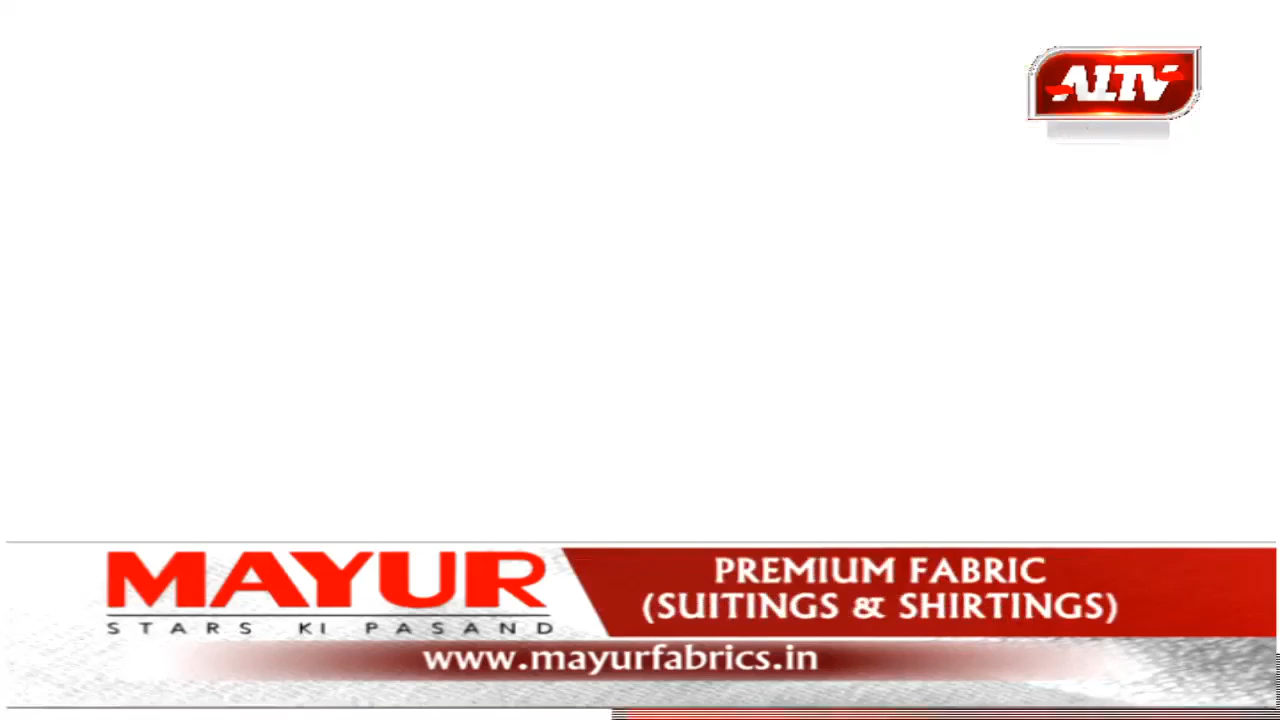 ALTV
MAYUR
STARS KI PASAND
PREMIUM FABRIC
(SUITINGS & SHIRTINGS)
www.mayurfabrics.in